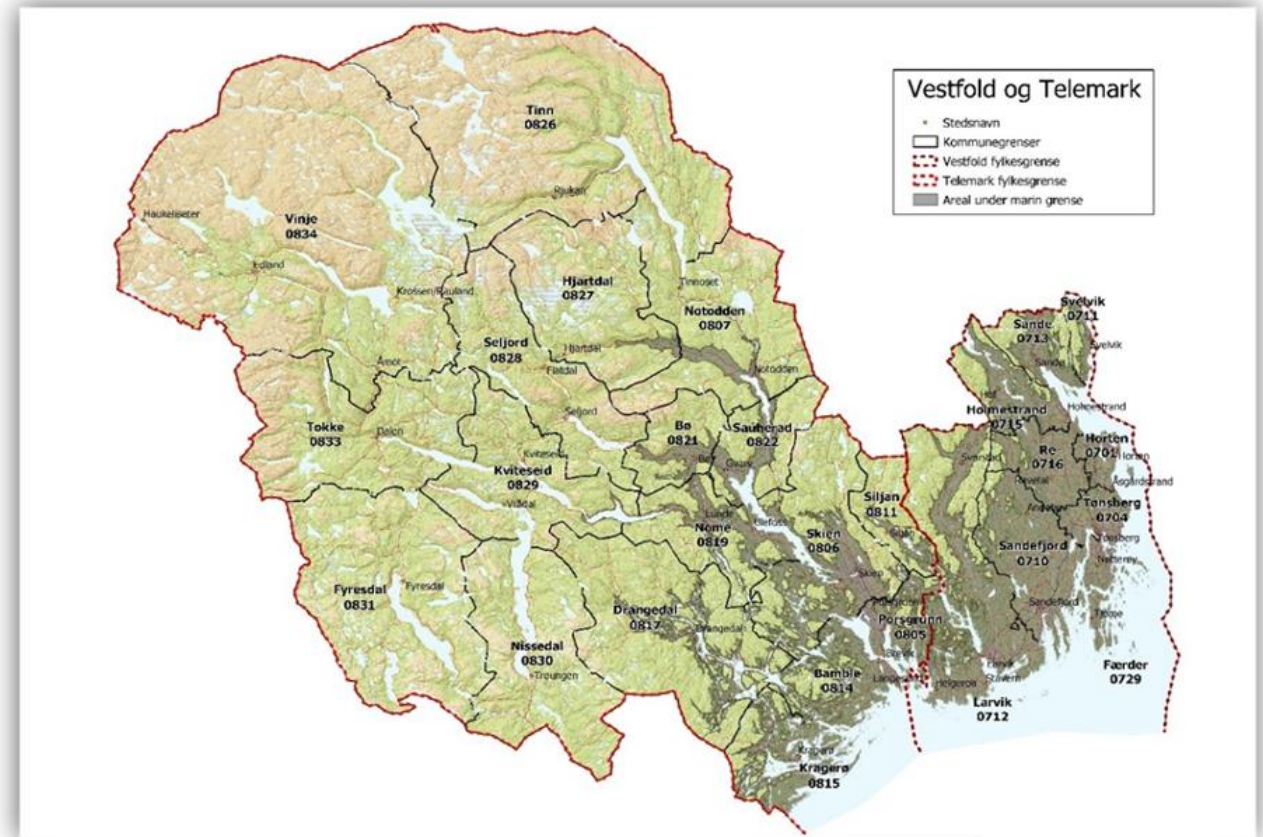 Vestfold og Telemark
Stedsnavn
Kommunegrenser
Vestfold fylkesgrense
Telemark fylkesgrense
Areal under marin grense
Tinn
0826
Rjukan
Haukeliseter
Vinje
0834
Edland
Krossen/Rauland
Hjartdal
0827
Tinnoset
Notodden
0807
Svelvik
0711
Sande
0713
Svelvik
Sande
Seljord
0828
Hjartdal
Flatdal
Notodden
Åmot
Hof
Holmestrand
Holmestrand
0715
Seljord
Tokke
0833
Dalen
Bø
0821
Sauherad
0822
Bø
Gvarv
Horten
0701
Horten
Re
0716
Svarstad
Revetal
Åsgårdstrand
Kviteseid
Kviteseid
0829
Vrådal
Siljan
0811
Siljan
Tønsberg
0704
Andebu
Tønsberg
Lunde
Ulefoss
Nome
0819
Skien
0806
Skien
Sandefjord
0710
Nøtterøy
Fyresdal
0831
Fyresdal
Drangedal
0817
Drangedal
Porsgrunn
Porsgrunn
0805
Sandefjord
Tjøme
Nissedal
0830
Treungen
Brevik
Bamble
0814
Langesund
Helgeroa
Larvik
Stavern
Færder
0729
Larvik
0712
Kragerø
Kragerø
0815